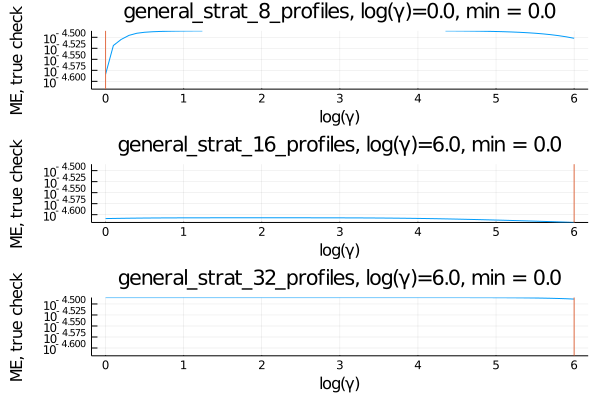 general_strat_8_profiles, log(γ)=0.0, min = 0.0
ME, true check
10- 4.500
10- 4.525
10- 4.550
10- 4.575
10- 4.600
0 1 2 3 4 5 6
log(γ)
general_strat_16_profiles, log(γ)=6.0, min = 0.0
ME, true check
10- 4.500
10- 4.525
10- 4.550
10- 4.575
10- 4.600
0 1 2 3 4 5 6
log(γ)
general_strat_32_profiles, log(γ)=6.0, min = 0.0
ME, true check
10- 4.500
10- 4.525
10- 4.550
10- 4.575
10- 4.600
0 1 2 3 4 5 6
log(γ)